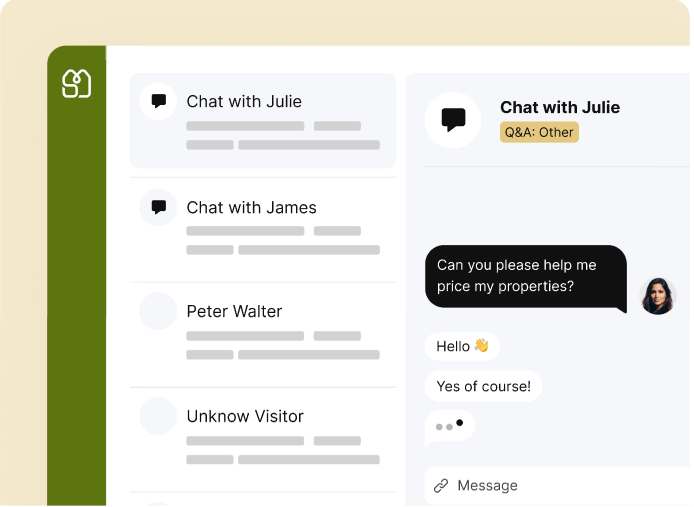 Chat with Julie
Chat with James
Peter Walter
Unknow Visitor
Chat with Julie
Q&A: Other
Can you please help me
price my properties?
Hello 👋
Yes of course!
Message